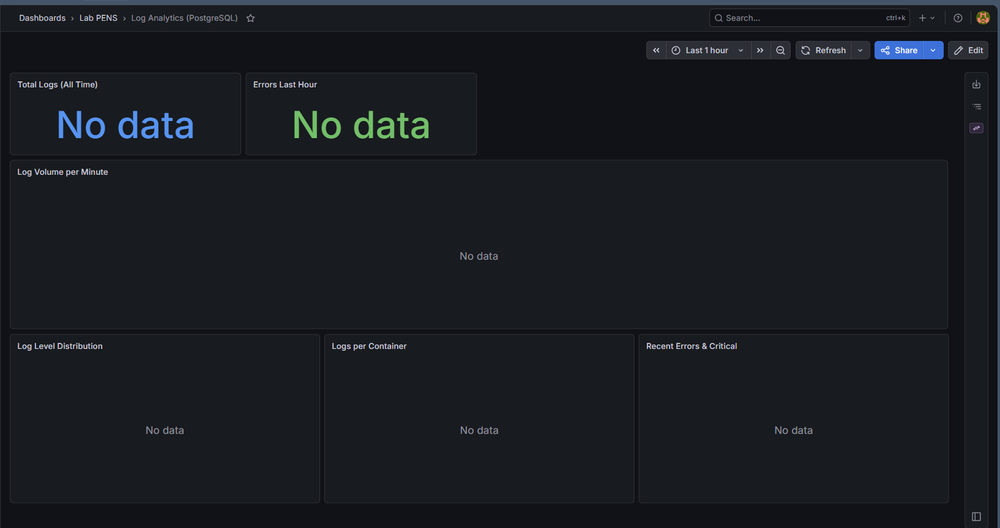 Dashboards › Lab PENS › Log Analytics (PostgreSQL)
Search... ctrl+k
Last 1 hour Refresh Share Edit
Total Logs (All Time)
No data
Errors Last Hour
No data
Log Volume per Minute
No data
Log Level Distribution
No data
Logs per Container
No data
Recent Errors & Critical
No data